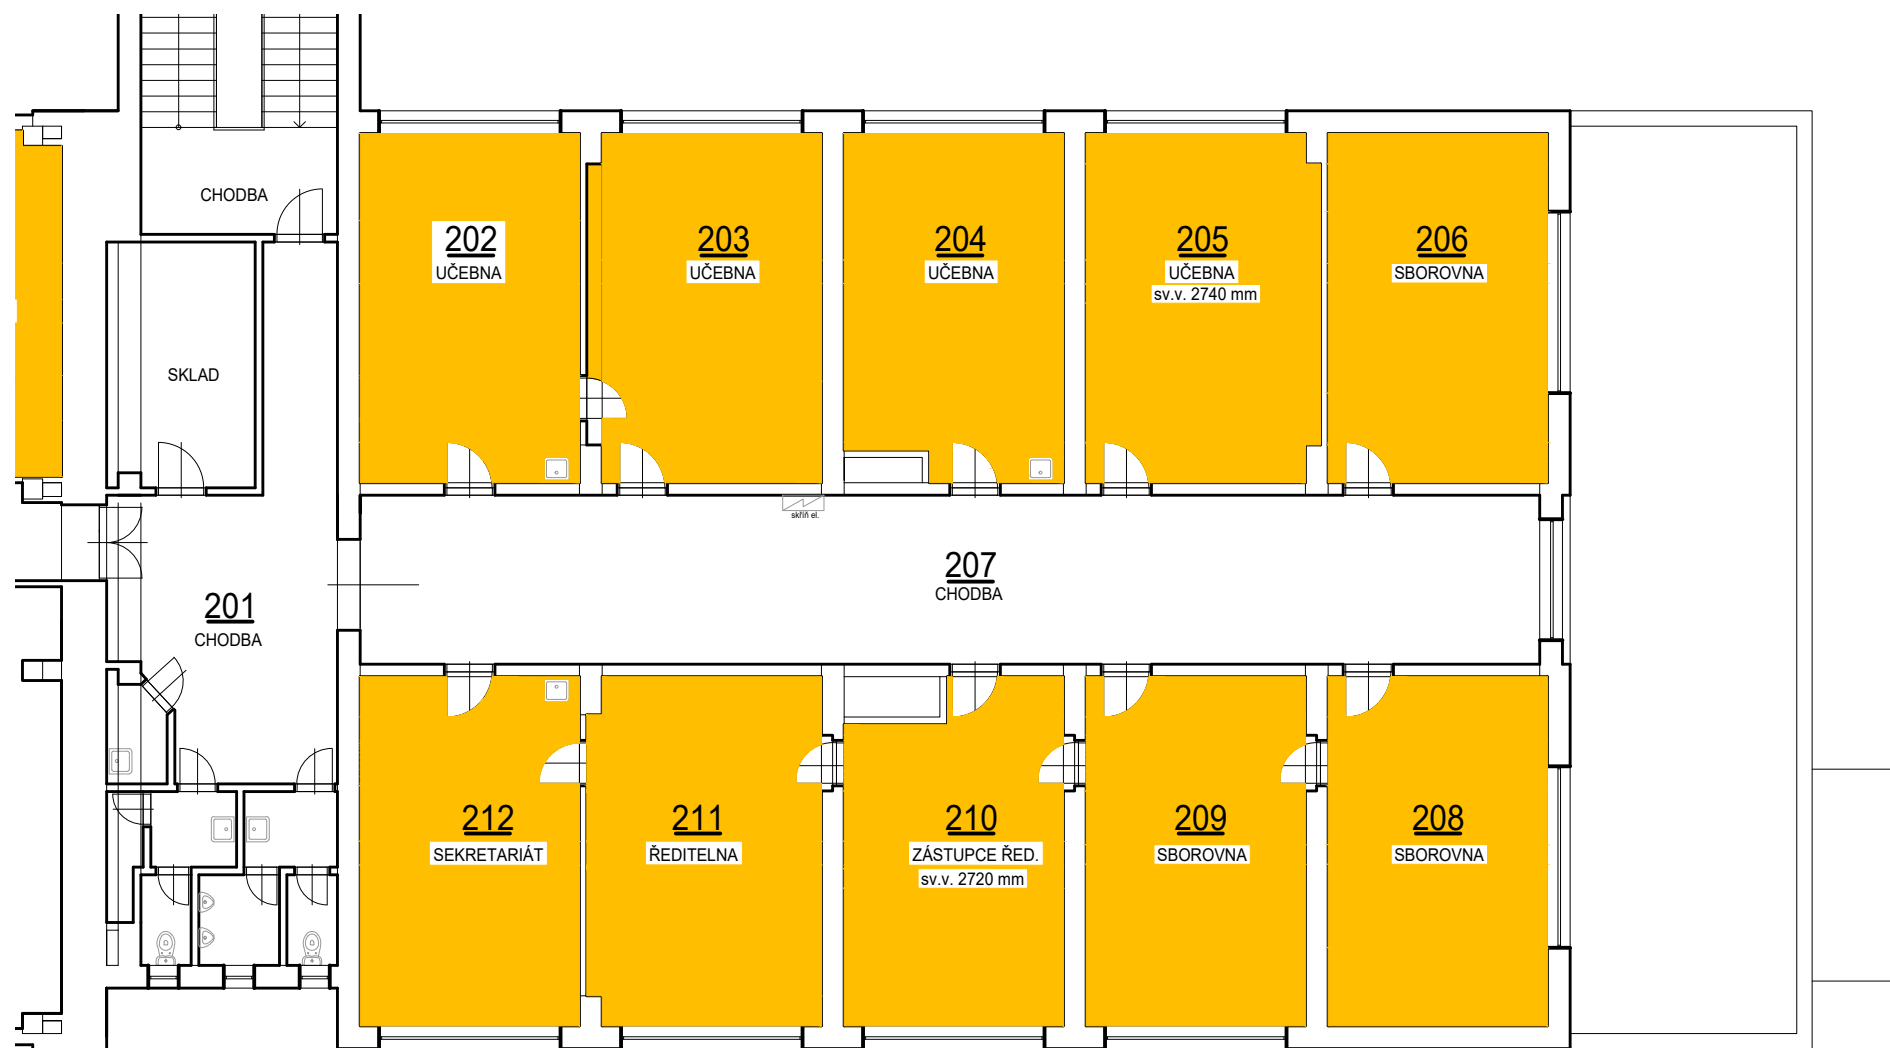 CHODBA
202
UČEBNA
203
UČEBNA
204
UČEBNA
205
UČEBNA
sv.v. 2740 mm
206
SBOROVNA
SKLAD
skříň el.
207
CHODBA
201
CHODBA
212
SEKRETARIÁT
211
ŘEDITELNA
210
ZÁSTUPCE ŘED.
sv.v. 2720 mm
209
SBOROVNA
208
SBOROVNA